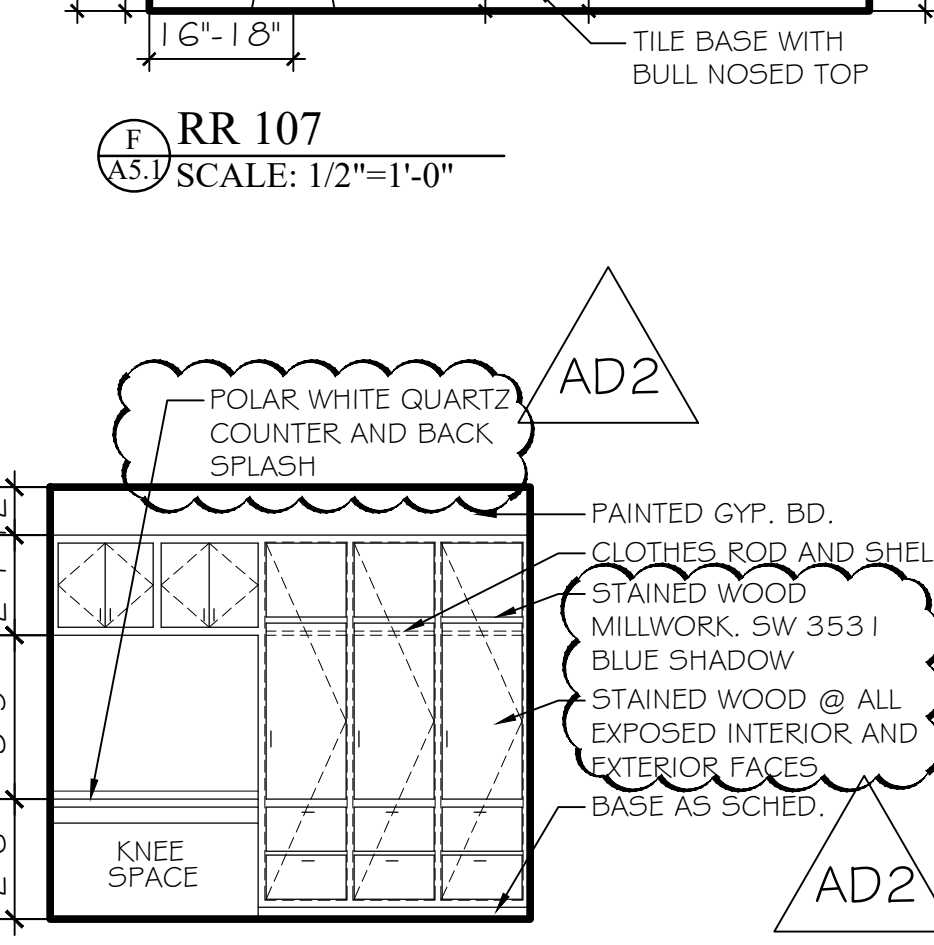 16"-18"
TILE BASE WITH
BULL NOSED TOP
F
A5.1
RR 107
SCALE: 1/2"=1'-0"
AD2
POLAR WHITE QUARTZ
COUNTER AND BACK
SPLASH
PAINTED GYP. BD.
CLOTHES ROD AND SHEL
STAINED WOOD
MILLWORK. SW 3531
BLUE SHADOW
STAINED WOOD @ ALL
EXPOSED INTERIOR AND
EXTERIOR FACES
BASE AS SCHED.
KNEE
SPACE
AD2